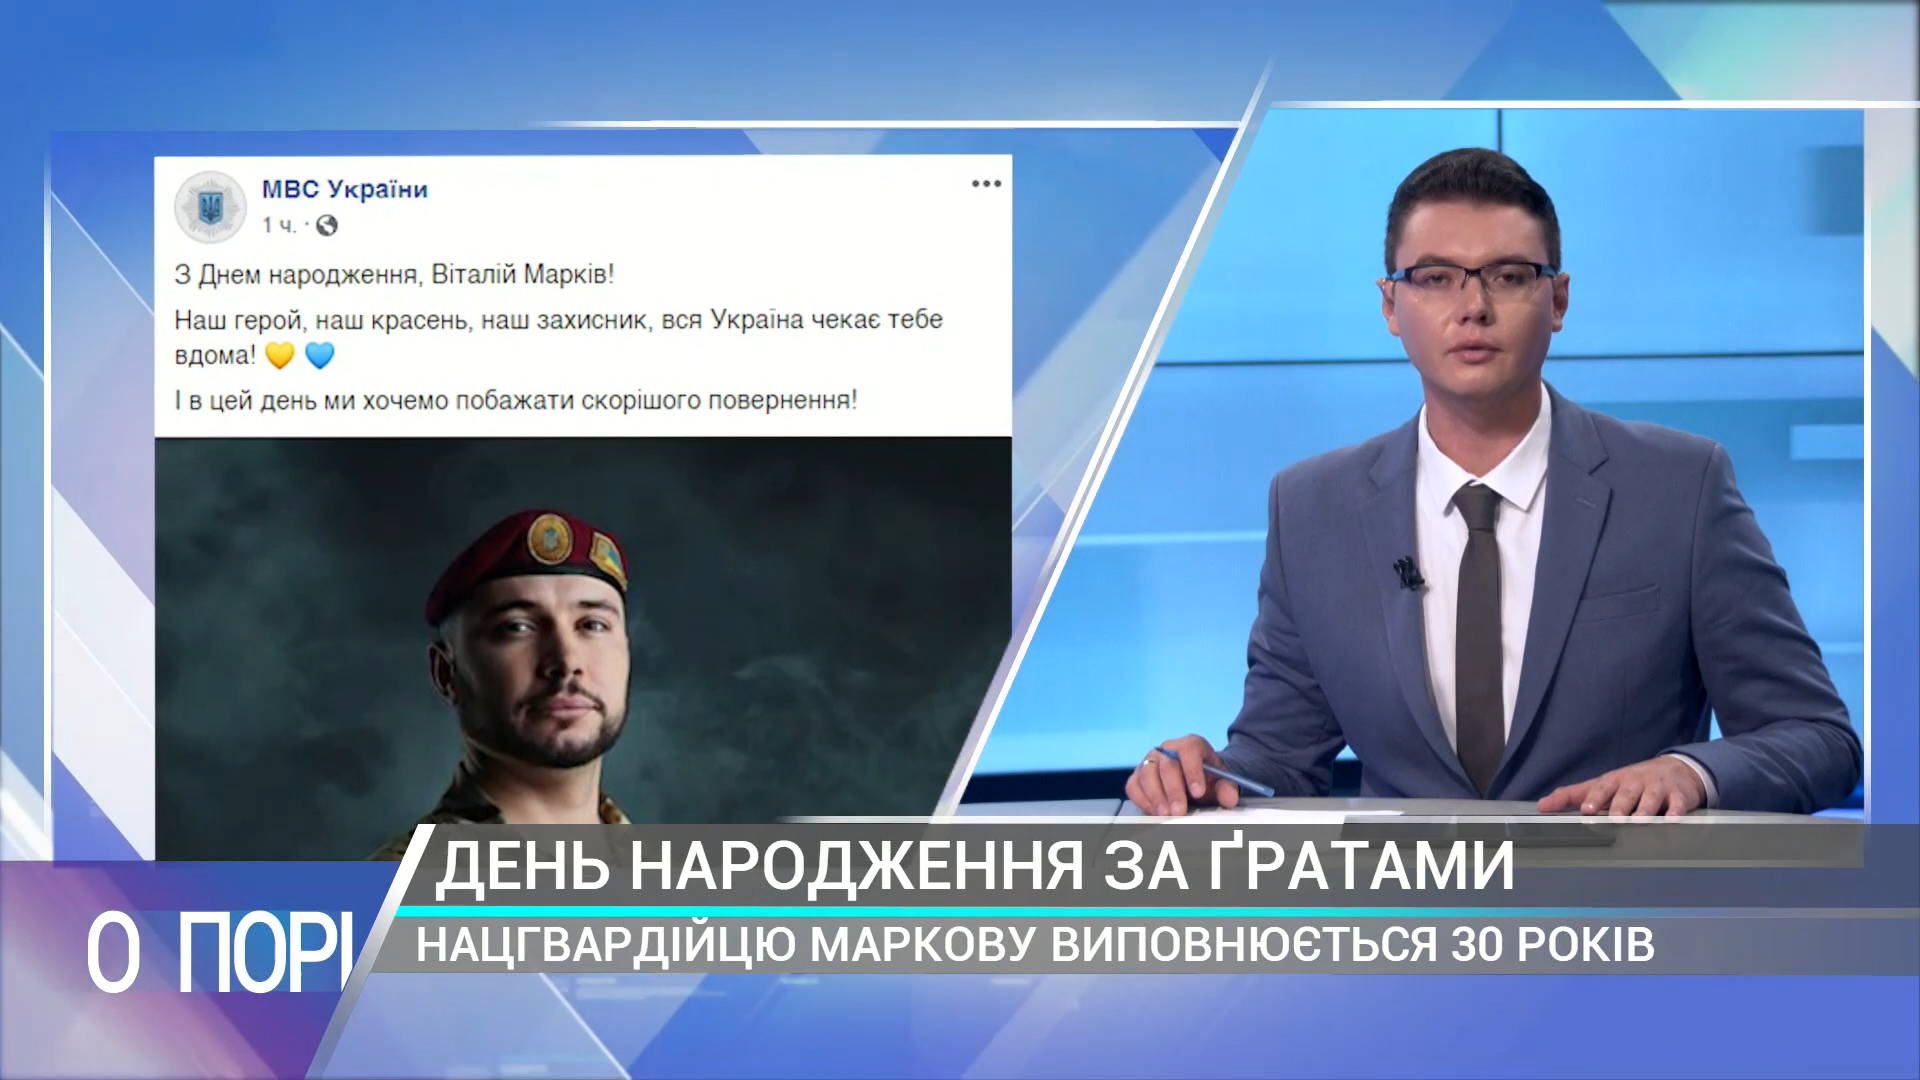 МВС України
1 ч. ·
З Днем народження, Віталій Марків!
Наш герой, наш красень, наш захисник, вся Україна чекає тебе
вдома! 💛 💙
І в цей день ми хочемо побажати скорішого повернення!
ДЕНЬ НАРОДЖЕННЯ ЗА ҐРАТАМИ
О ПОРІ
НАЦГВАРДІЙЦЮ МАРКОВУ ВИПОВНЮЄТЬСЯ 30 РОКІВ